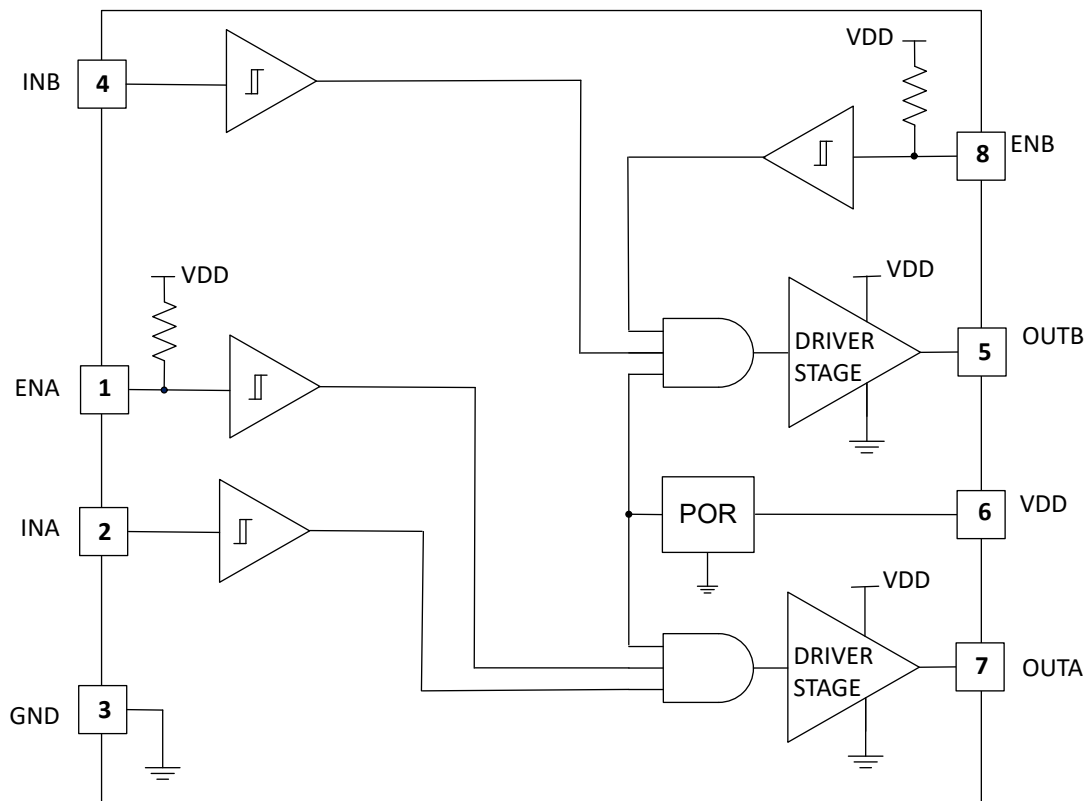 VDD
INB
4
8
ENB
VDD
VDD
DRIVER
STAGE
5
OUTB
ENA
1
INA
2
POR
6
VDD
VDD
DRIVER
STAGE
7
OUTA
GND
3